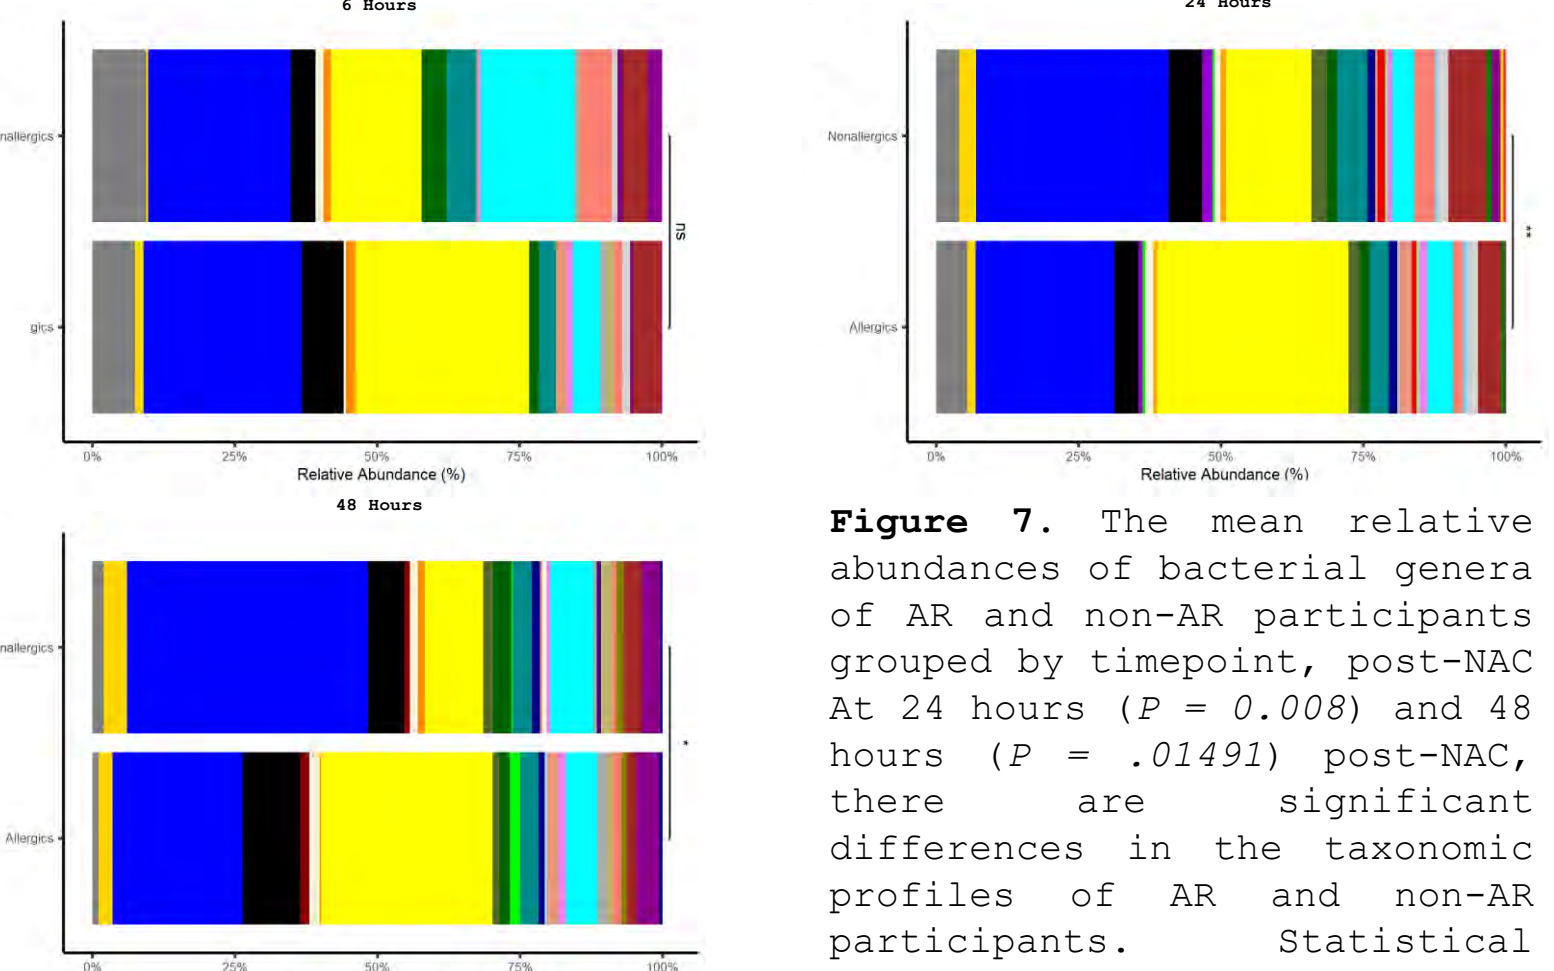 6 Hours
nallergics
gics
ns
0% 25% 50% 75% 100%
Relative Abundance (%)
24 Hours
Nonallergics
Allergics
**
0% 25% 50% 75% 100%
Relative Abundance (%)
48 Hours
nallergics
Allergics
*
0% 25% 50% 75% 100%
Figure 7. The mean relative
abundances of bacterial genera
of AR and non-AR participants
grouped by timepoint, post-NAC
At 24 hours (P = 0.008) and 48
hours (P = .01491) post-NAC,
there are significant
differences in the taxonomic
profiles of AR and non-AR
participants. Statistical